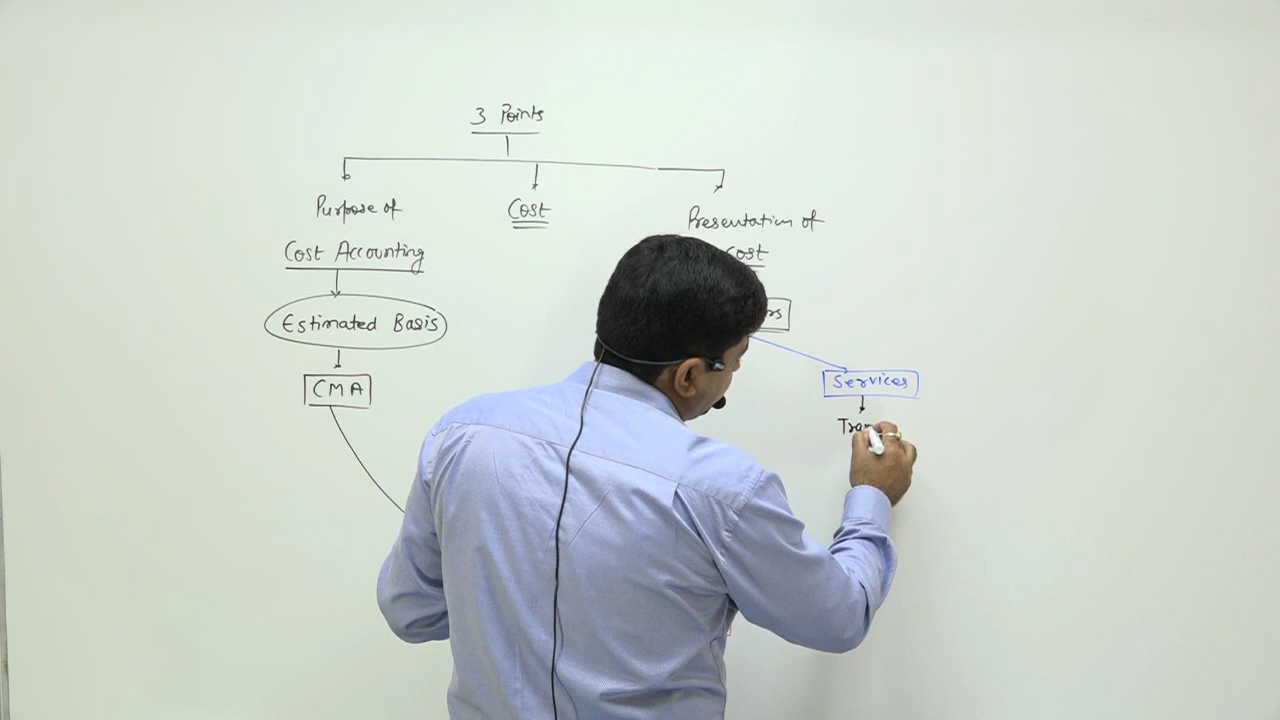 3 Points
Purpose of
Cost Accounting
Estimated Basis
CMA
Cost
Presentation of
Cost
Services